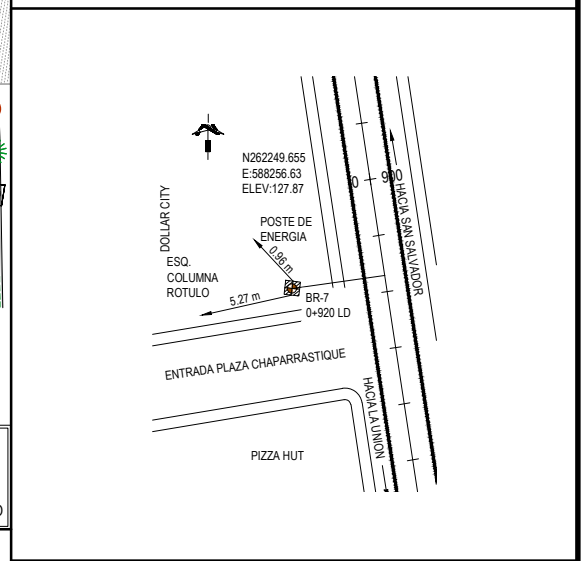 N262249.655
E:588256.63
ELEV:127.87
0+900
HACIA SAN SALVADOR
DOLLAR CITY
POSTE DE
ENERGIA
0.96 m
ESQ.
COLUMNA
ROTULO
5.27 m
BR-7
0+920 LD
ENTRADA PLAZA CHAPARRASTIQUE
HACIA LA UNION
PIZZA HUT